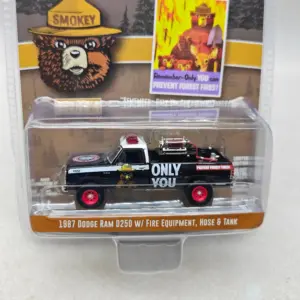 SMOKEY
Remember-Only YOU can
PREVENT FOREST FIRES!
ONLY
YOU
1987 DODGE RAM D250 W/ FIRE EQUIPMENT, HOSE & TANK